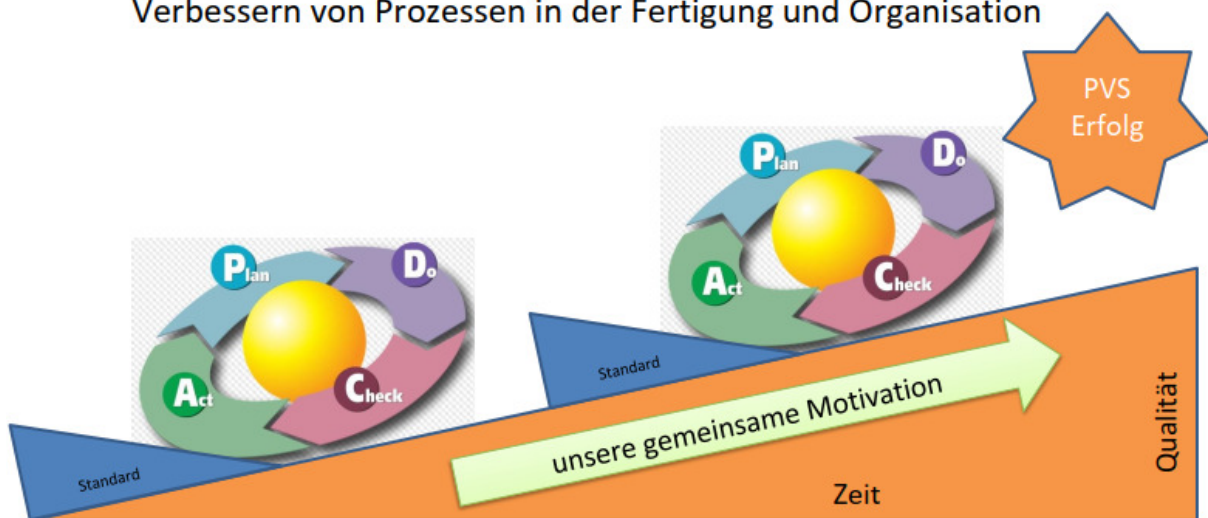 Verbessern von Prozessen in der Fertigung und Organisation
PVS
Erfolg
Plan
Do
Act
Check
Standard
Plan
Do
Act
Check
Standard
unsere gemeinsame Motivation
Zeit
Qualität